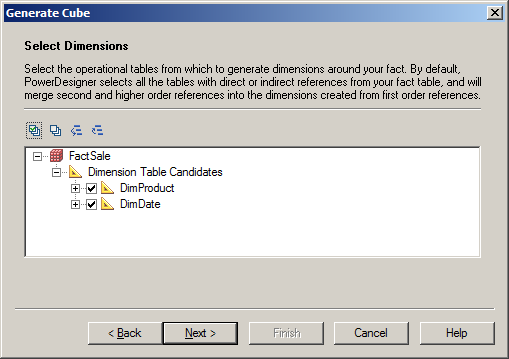 Generate Cube
Select Dimensions
Select the operational tables from which to generate dimensions around your fact. By default,
PowerDesigner selects all the tables with direct or indirect references from your fact table, and will
merge second and higher order references into the dimensions created from first order references.
FactSale
Dimension Table Candidates
DimProduct
DimDate
< Back
Next >
Finish
Cancel
Help